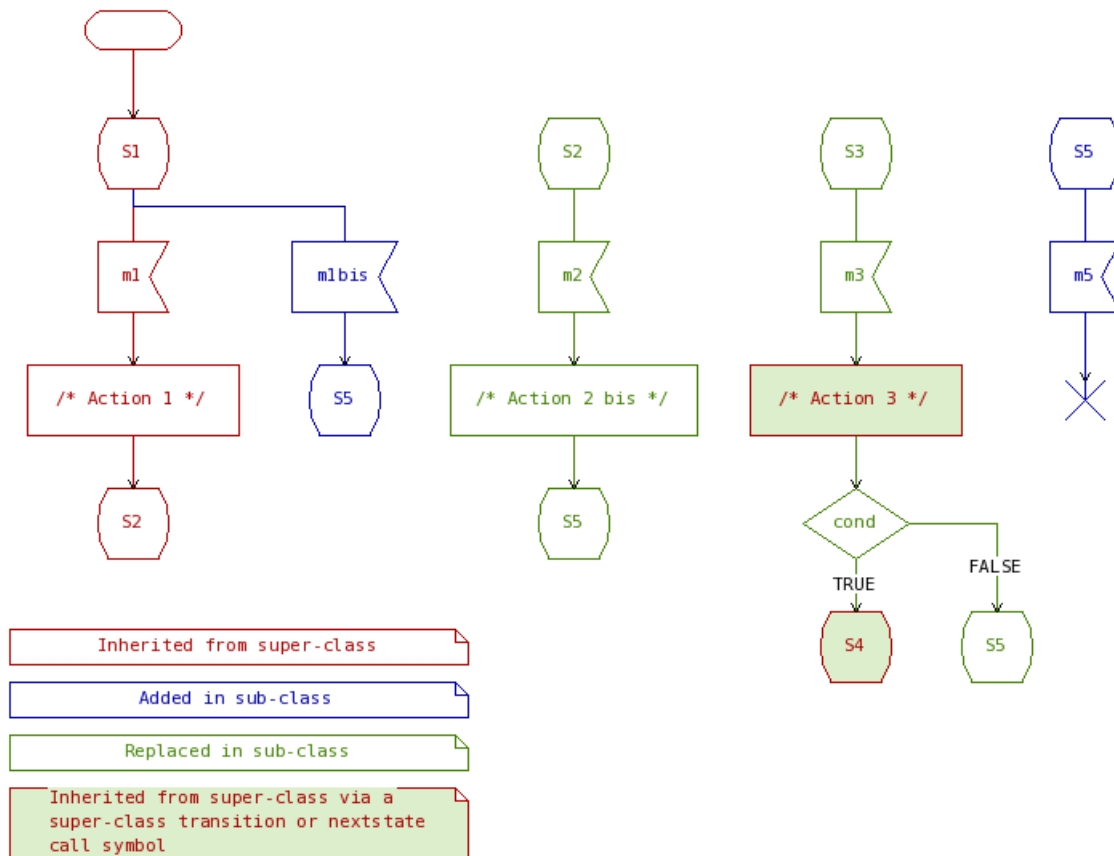 S1
S2
S3
S5
m1
m1bis
m2
m3
m5
/* Action 1 */
S5
/* Action 2 bis */
/* Action 3 */
S2
S5
cond
TRUE
FALSE
S4
S5
Inherited from super-class
Added in sub-class
Replaced in sub-class
Inherited from super-class via a
super-class transition or nextstate
call symbol